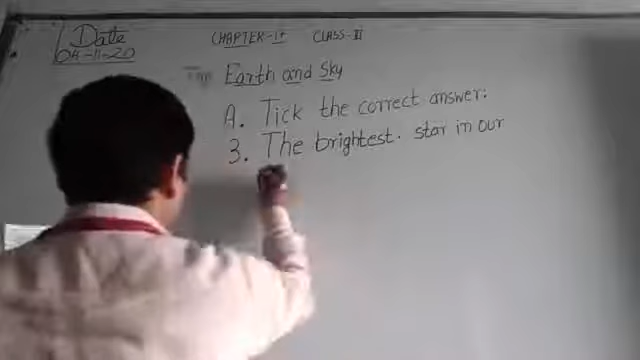 Date
04-11-20
CHAPTER-14 CLASS-II
Earth and Sky
A. Tick the correct answer:
3. The brightest. star in our